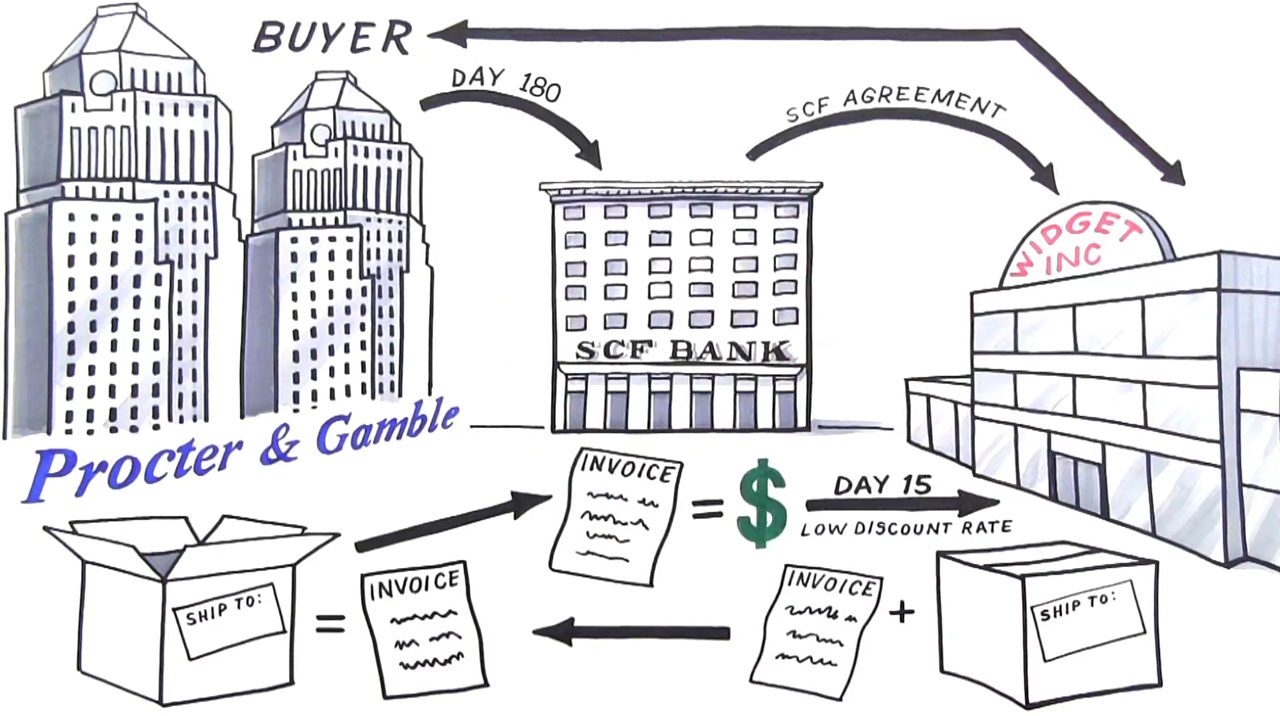 BUYER
DAY 180
SCF AGREEMENT
WIDGET
INC
SCF BANK
Procter & Gamble
INVOICE
=
$
DAY 15
LOW DISCOUNT RATE
SHIP TO:
=
INVOICE
INVOICE
+
SHIP TO: